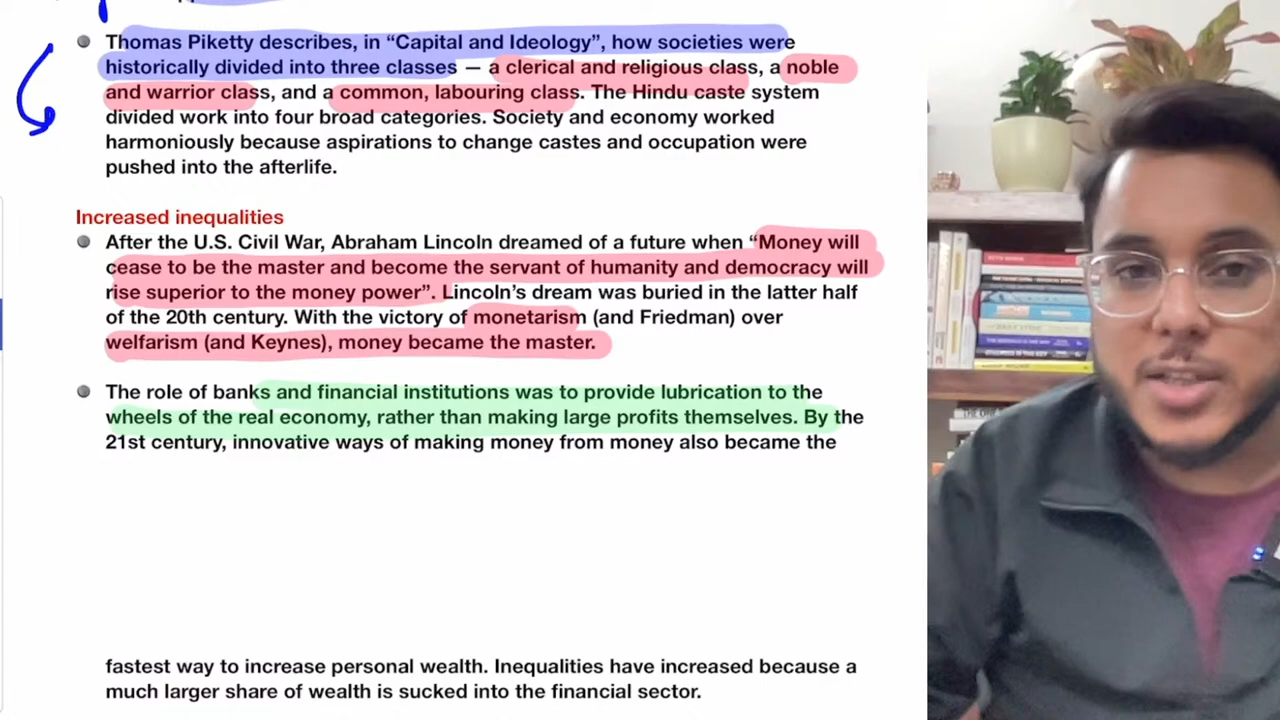 Thomas Piketty describes, in “Capital and Ideology”, how societies were
historically divided into three classes — a clerical and religious class, a noble
and warrior class, and a common, labouring class. The Hindu caste system
divided work into four broad categories. Society and economy worked
harmoniously because aspirations to change castes and occupation were
pushed into the afterlife.
Increased inequalities
After the U.S. Civil War, Abraham Lincoln dreamed of a future when “Money will
cease to be the master and become the servant of humanity and democracy will
rise superior to the money power”. Lincoln’s dream was buried in the latter half
of the 20th century. With the victory of monetarism (and Friedman) over
welfarism (and Keynes), money became the master.
The role of banks and financial institutions was to provide lubrication to the
wheels of the real economy, rather than making large profits themselves. By the
21st century, innovative ways of making money from money also became the
fastest way to increase personal wealth. Inequalities have increased because a
much larger share of wealth is sucked into the financial sector.